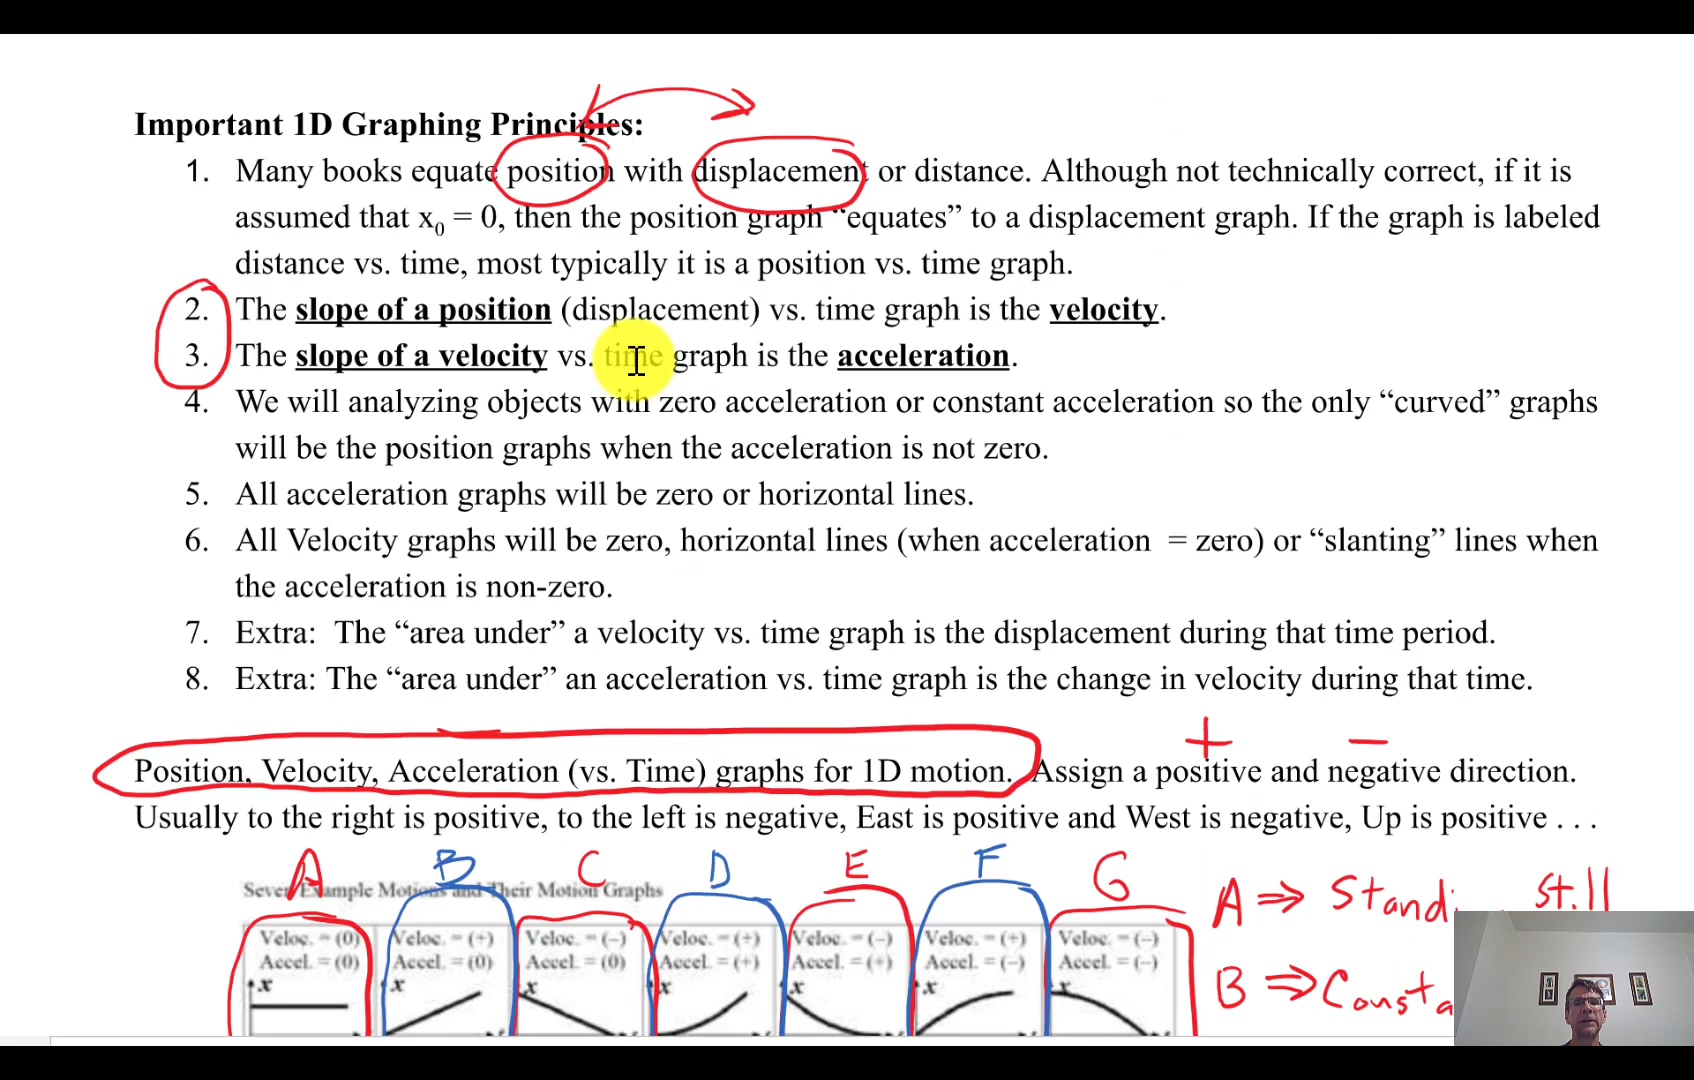 Important 1D Graphing Principles:
1. Many books equate position with displacement or distance. Although not technically correct, if it is
assumed that x0 = 0, then the position graph “equates” to a displacement graph. If the graph is labeled
distance vs. time, most typically it is a position vs. time graph.
2. The slope of a position (displacement) vs. time graph is the velocity.
3. The slope of a velocity vs. time graph is the acceleration.
4. We will analyzing objects with zero acceleration or constant acceleration so the only “curved” graphs
will be the position graphs when the acceleration is not zero.
5. All acceleration graphs will be zero or horizontal lines.
6. All Velocity graphs will be zero, horizontal lines (when acceleration = zero) or “slanting” lines when
the acceleration is non-zero.
7. Extra: The “area under” a velocity vs. time graph is the displacement during that time period.
8. Extra: The “area under” an acceleration vs. time graph is the change in velocity during that time.
+ −
Position, Velocity, Acceleration (vs. Time) graphs for 1D motion. Assign a positive and negative direction.
Usually to the right is positive, to the left is negative, East is positive and West is negative, Up is positive . . .
A B C D E F G
Seven Example Motions and Their Motion Graphs
A ⇒ Standi still
Veloc. = (0) Veloc. = (+) Veloc. = (−) Veloc. = (+) Veloc. = (−) Veloc. = (+) Veloc. = (−)
Accel. = (0) Accel. = (0) Accel. = (0) Accel. = (+) Accel. = (+) Accel. = (−) Accel. = (−)
x x x x x x x
B ⇒ Consta